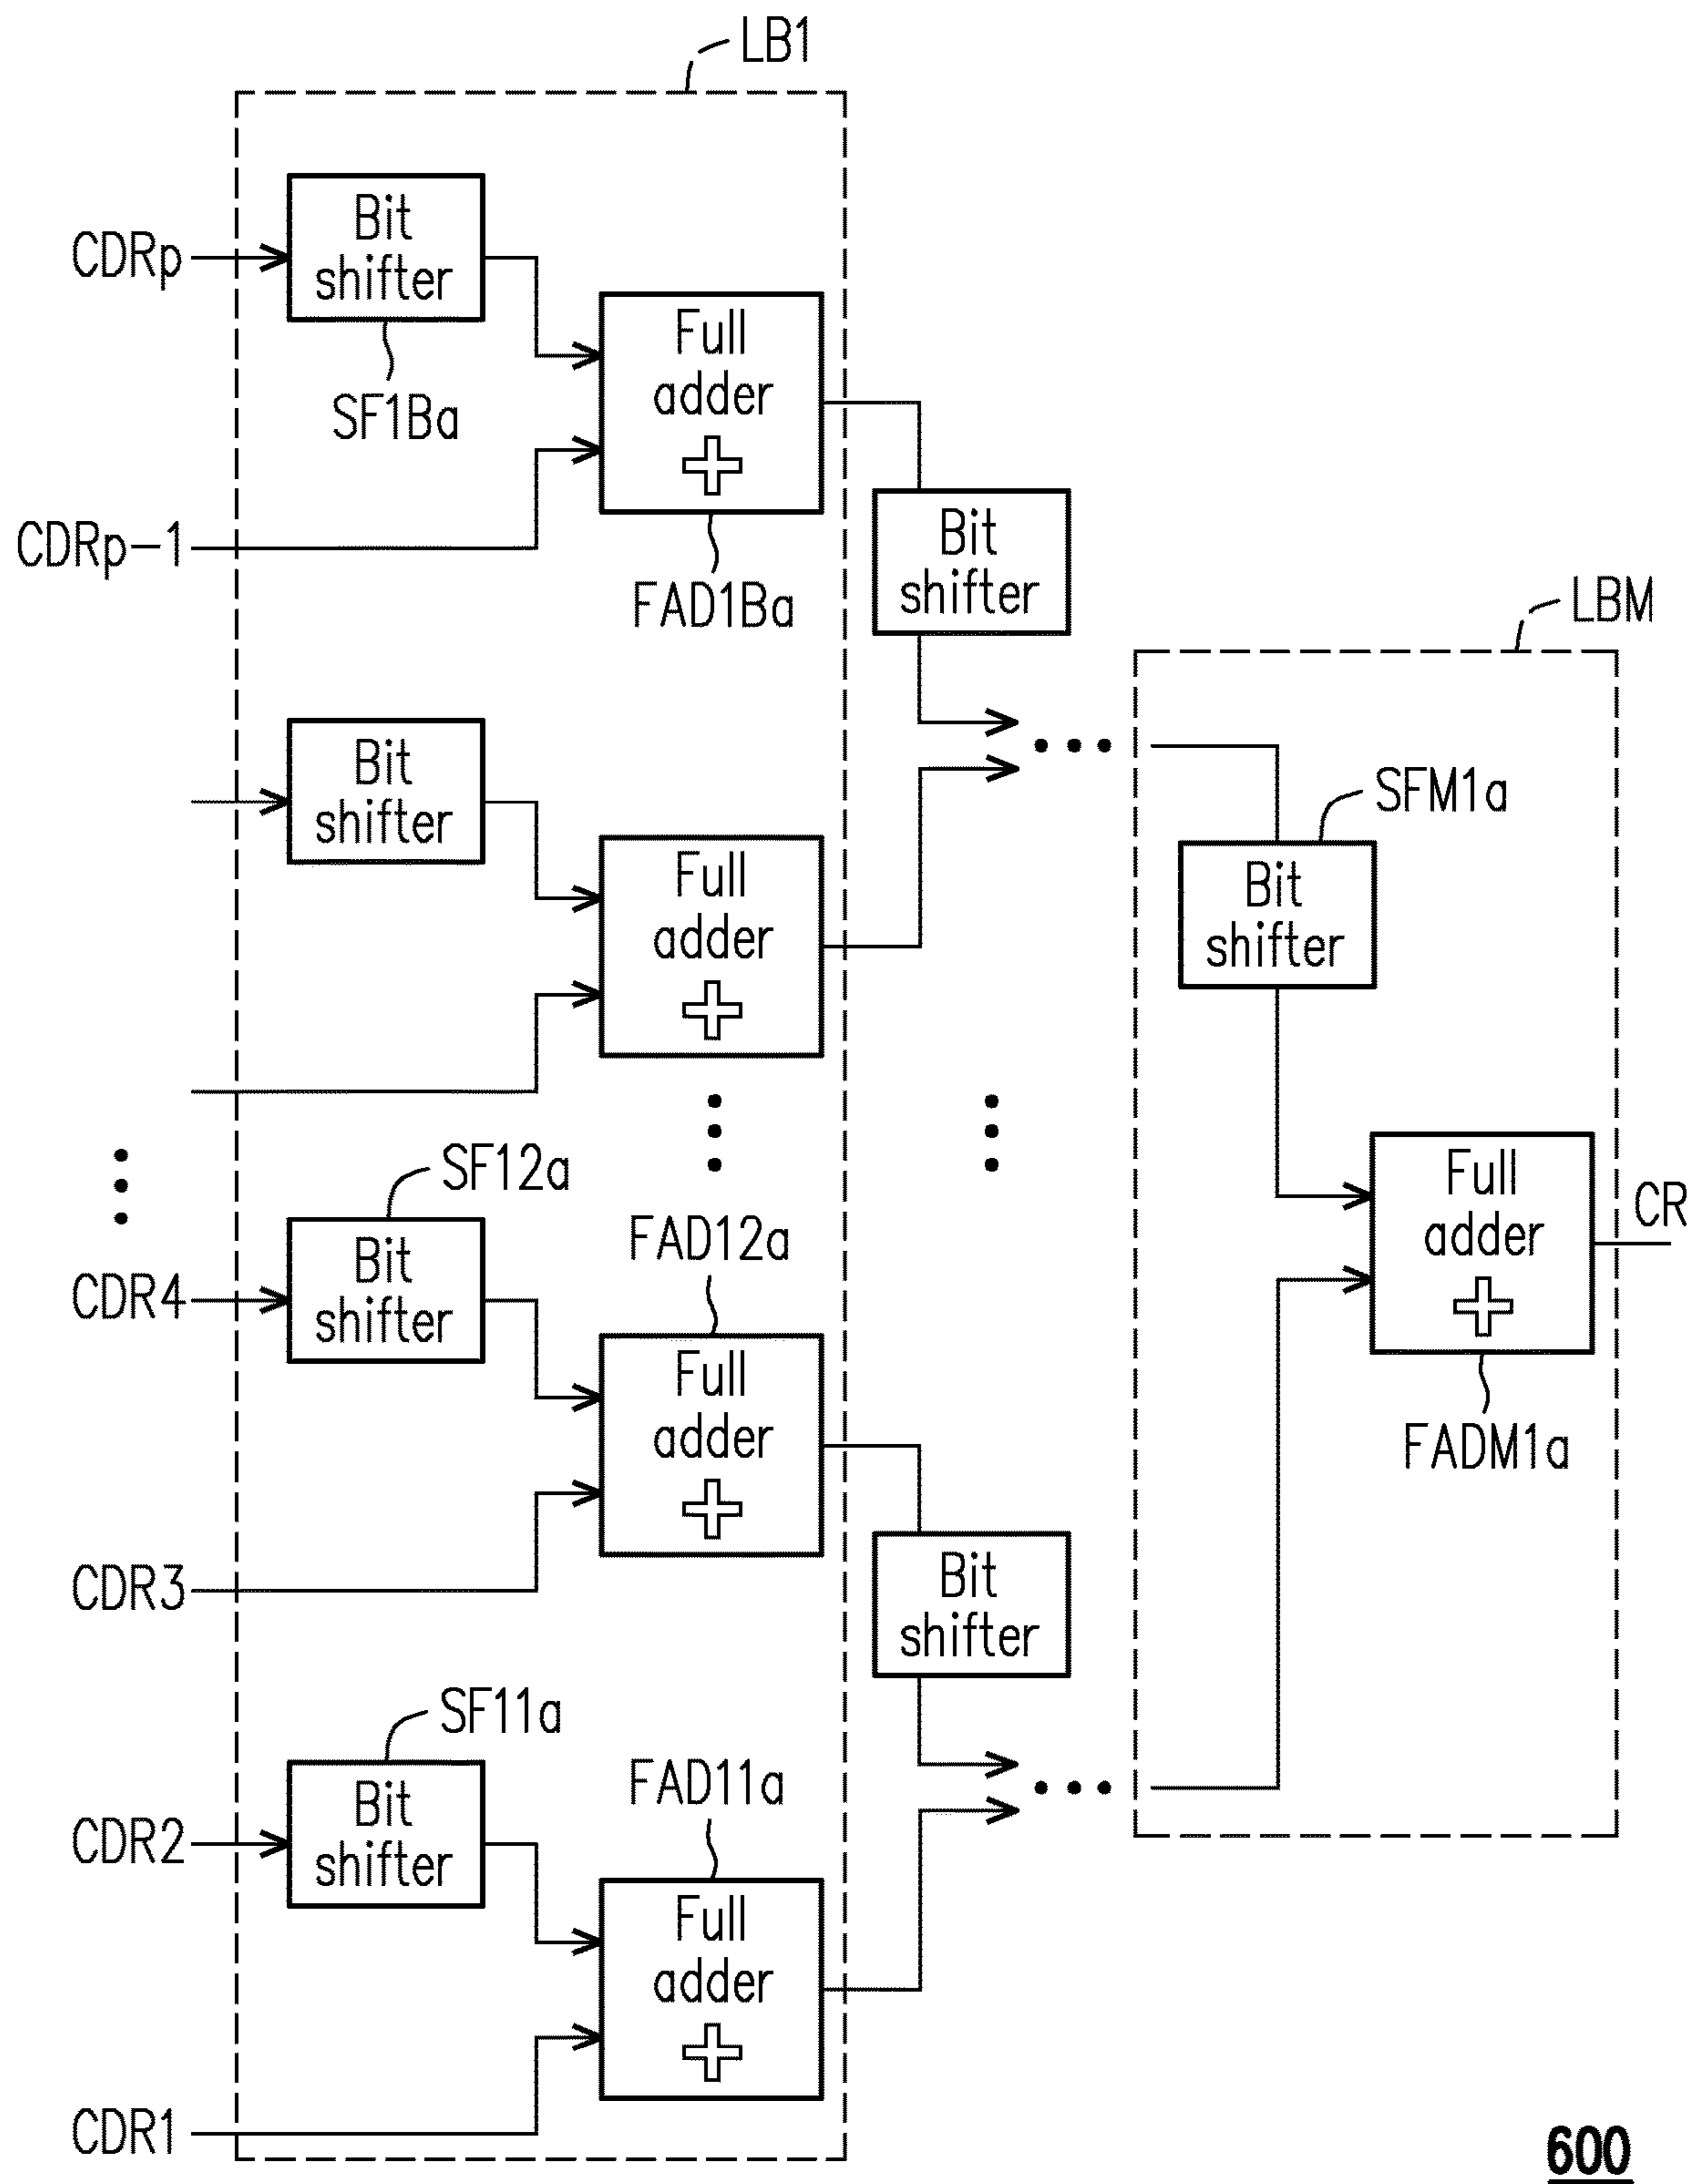 LB1
Bit
shifter
CDRp
SF1Ba
Full
adder
CDRp-1
FAD1Ba
Bit
shifter
LBM
Bit
shifter
SFM1a
Full
adder
Bit
shifter
SF12a
FAD12a
Full
adder
CR
Bit
shifter
CDR4
Full
adder
FADM1a
CDR3
Bit
shifter
SF11a
FAD11a
Bit
shifter
CDR2
Full
adder
CDR1
600